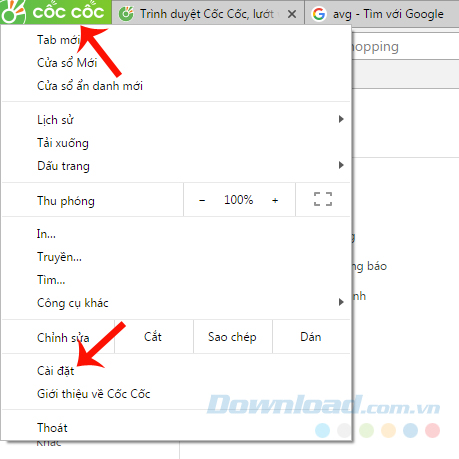 cốc cốc
Trình duyệt Cốc Cốc, lướt
avg - Tìm với Google
Tab mới
hopping
Cửa sổ Mới
Cửa sổ ẩn danh mới
Lịch sử
Tải xuống
Dấu trang
Thu phóng
− 100% +
In...
Truyền...
ng báo
Tìm...
nh
Công cụ khác
Chỉnh sửa Cắt Sao chép Dán
Cài đặt
Giới thiệu về Cốc Cốc
Download.com.vn
Thoát
Khác